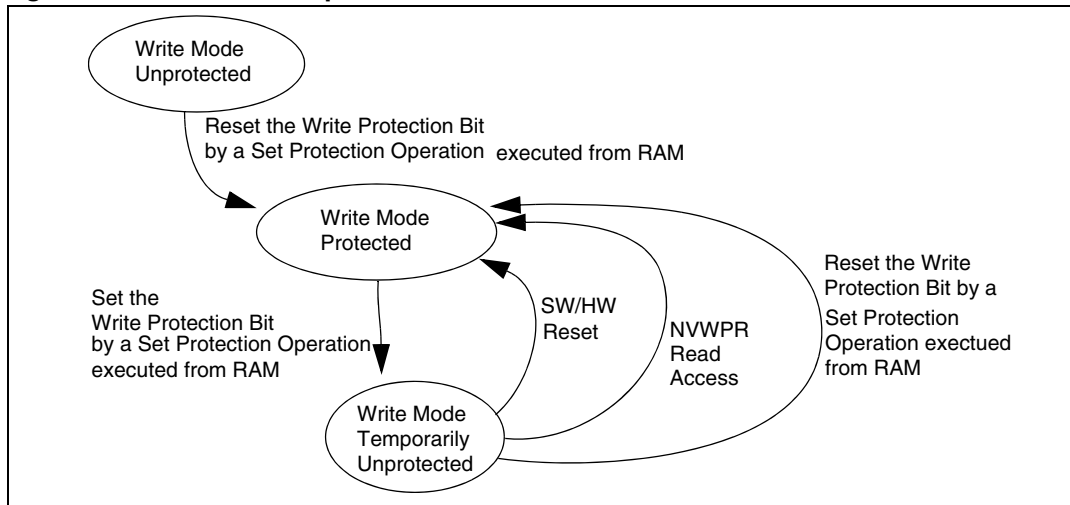 Write Mode
Unprotected
Reset the Write Protection Bit
by a Set Protection Operation executed from RAM
Write Mode
Protected
Set the
Write Protection Bit
by a Set Protection Operation
executed from RAM
SW/HW
Reset
NVWPR
Read
Access
Reset the Write
Protection Bit by a
Set Protection
Operation exectued
from RAM
Write Mode
Temporarily
Unprotected